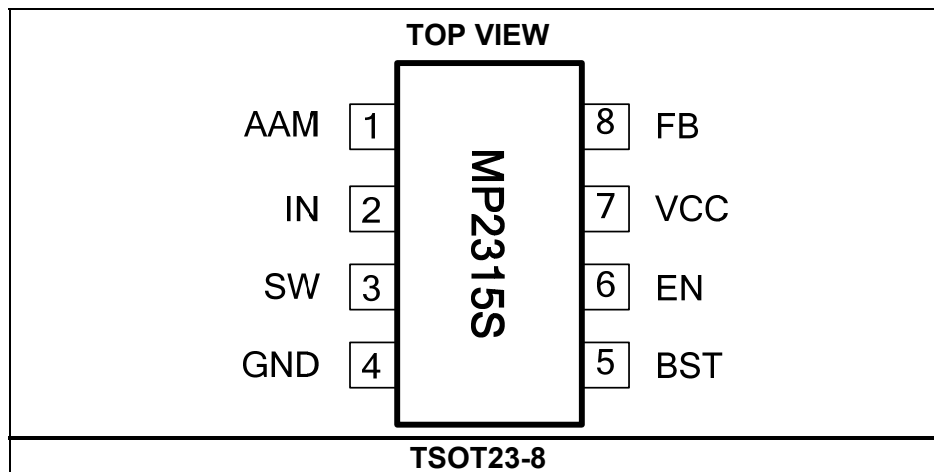 TOP VIEW
AAM 1 8 FB
IN 2 7 VCC
SW 3 6 EN
GND 4 5 BST
MP2315S
TSOT23-8